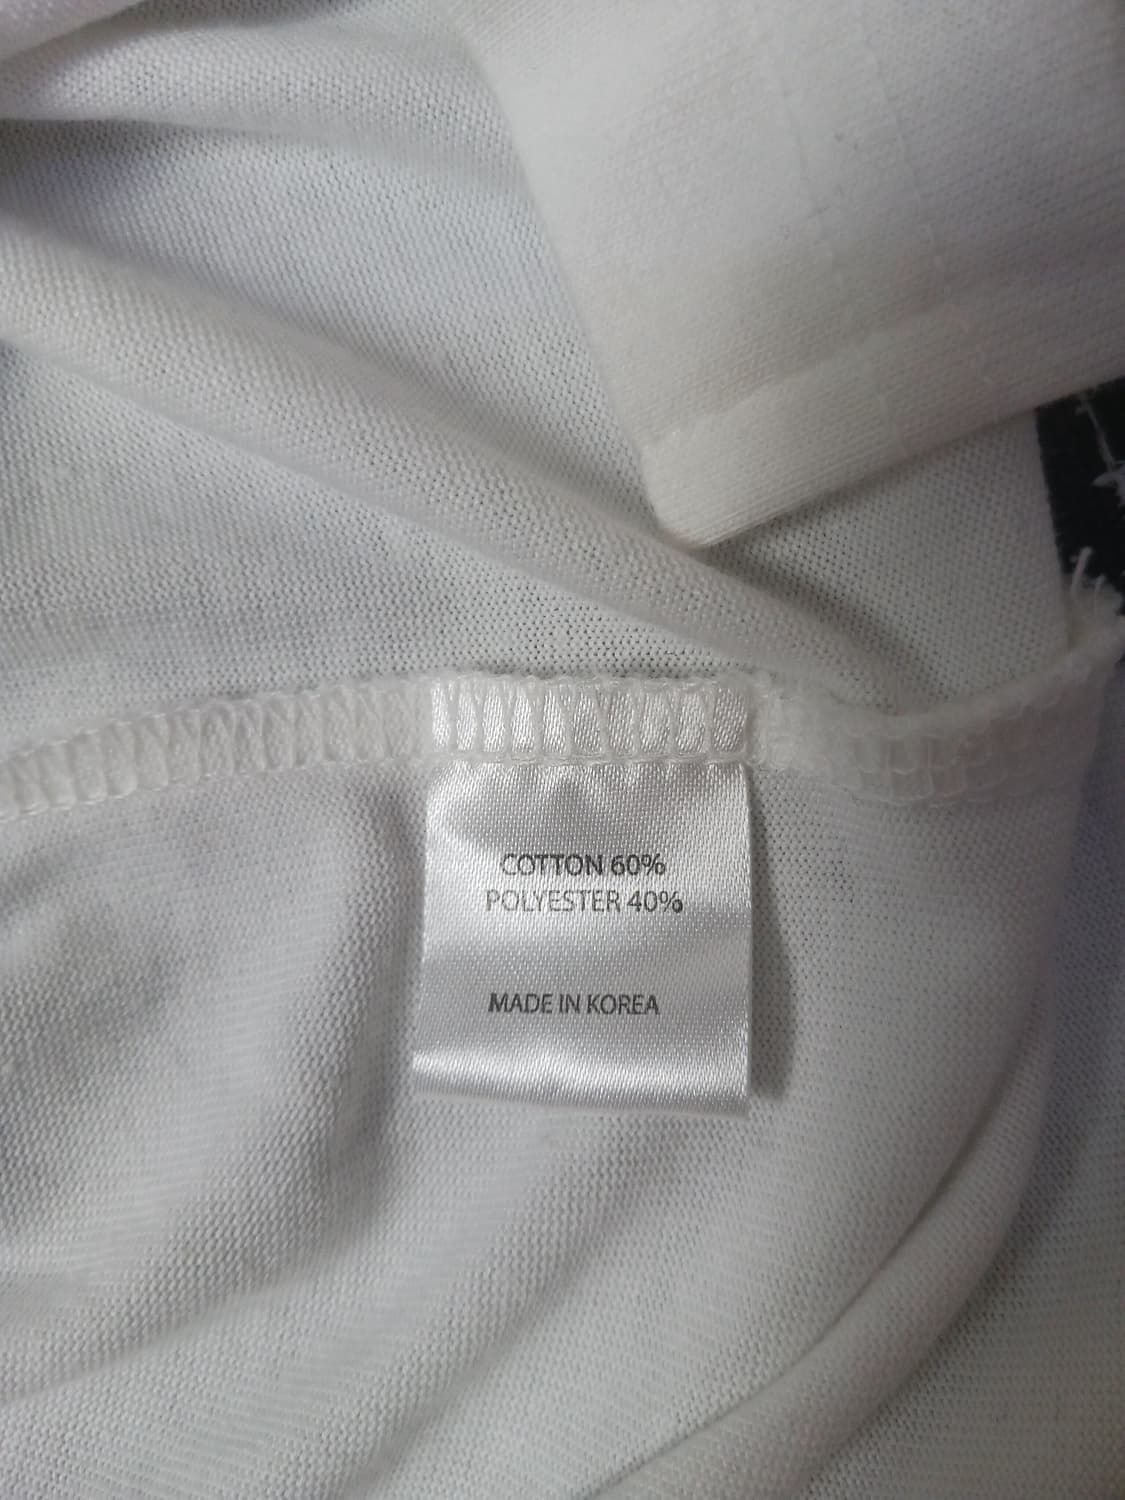 COTTON 60%
POLYESTER 40%
MADE IN KOREA